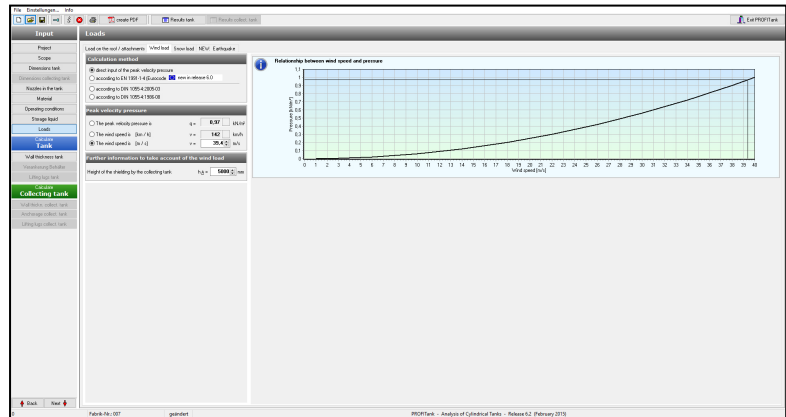 File Einstellungen... Info
create PDF Results tank Results collect. tank Exit PROFITank
Input Loads
Project
Scope
Dimensions tank
Dimensions collecting tank
Nozzles in the tank
Material
Operating conditions
Storage liquid
Loads
Calculate
Tank
Wall thickness tank
Verankerung Behälter
Lifting lugs tank
Calculate
Collecting tank
Wall thickn. collect. tank
Anchorage collect. tank
Lifting lugs collect. tank
Back Next
Load on the roof / attachments Wind load Snow load NEW: Earthquake
Calculation method
direct input of the peak velocity pressure
according to EN 1991-1-4 (Eurocode new in release 6.0
according to DIN 1055-4:2005-03
according to DIN 1055-4:1986-08
Peak velocity pressure
The peak velocity pressure is q = 0,97 kN/m²
The wind speed is [km / h] v = 142 km/h
The wind speed is [m / s] v = 39,4 m/s
Further information to take account of the wind load
Height of the shielding by the collecting tank hA = 5000 mm
Relationship between wind speed and pressure
1,1
1
0,9
0,8
0,7
0,6
0,5
0,4
0,3
0,2
0,1
0
Pressure [kN/m²]
0 1 2 3 4 5 6 7 8 9 10 11 12 13 14 15 16 17 18 19 20 21 22 23 24 25 26 27 28 29 30 31 32 33 34 35 36 37 38 39 40
Wind speed [m/s]
0 Fabrik-Nr.: 007 geändert PROFITank - Analysis of Cylindrical Tanks - Release 6.2 (February 2015)